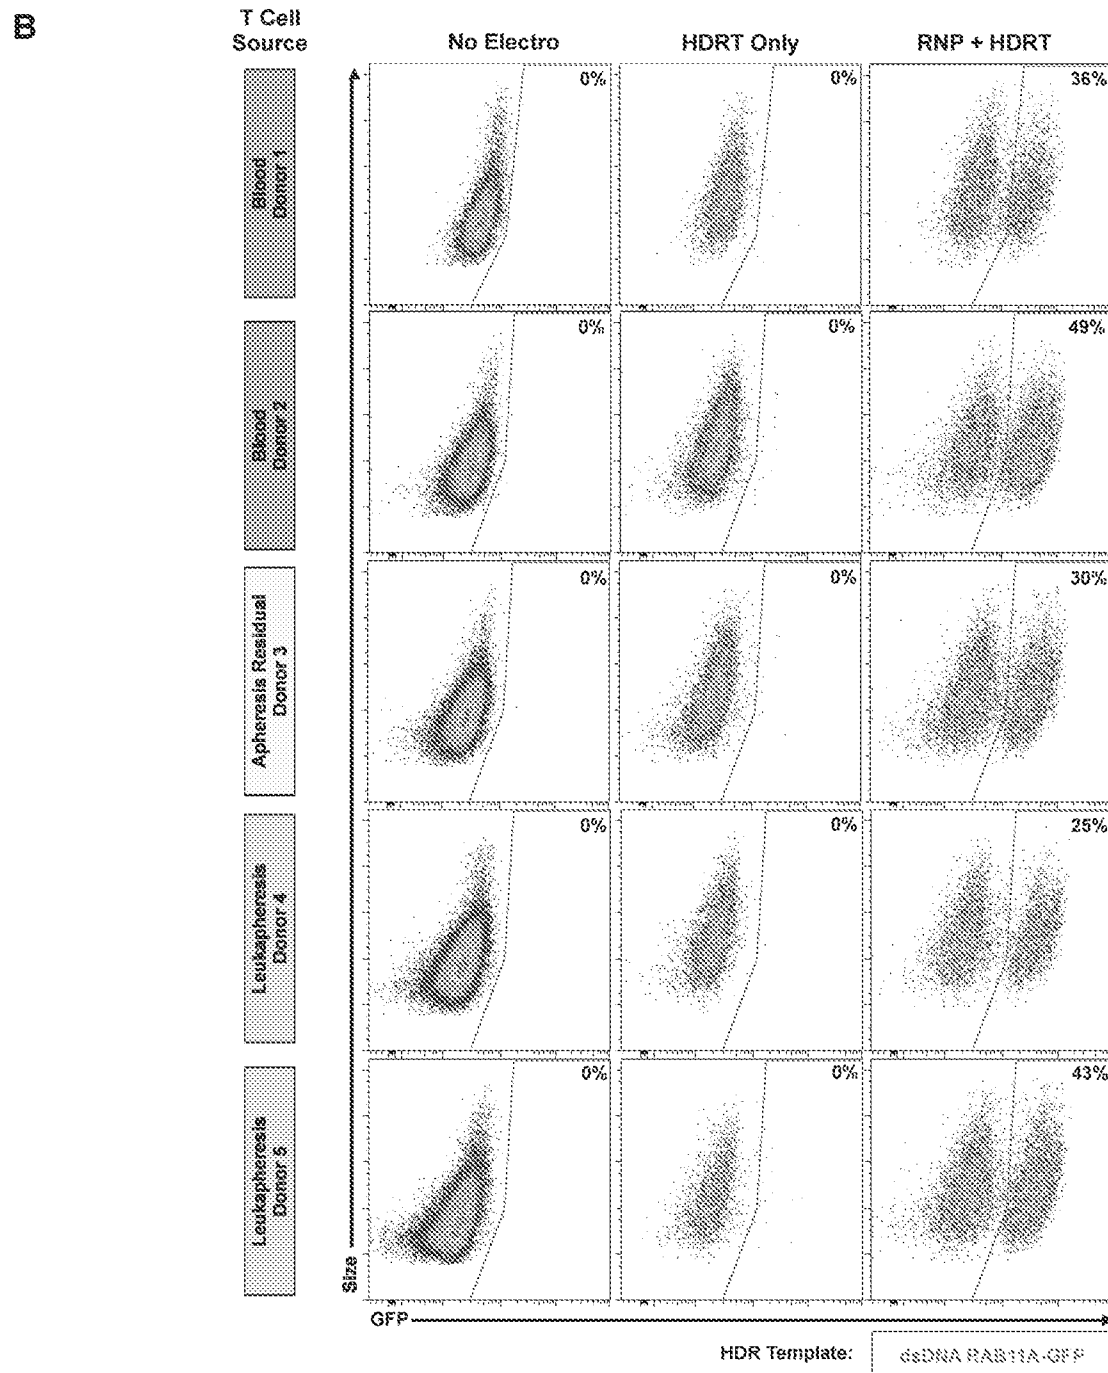 B
T Cell
Source
No Electro
HDRT Only
RNP + HDRT
Blood
Donor 1
0%
0%
36%
Blood
Donor 2
0%
0%
49%
Apheresis Residual
Donor 3
0%
0%
30%
Leukapheresis
Donor 4
0%
0%
25%
Leukapheresis
Donor 5
0%
0%
43%
Size
GFP
HDR Template:
dsDNA RAB11A-GFP